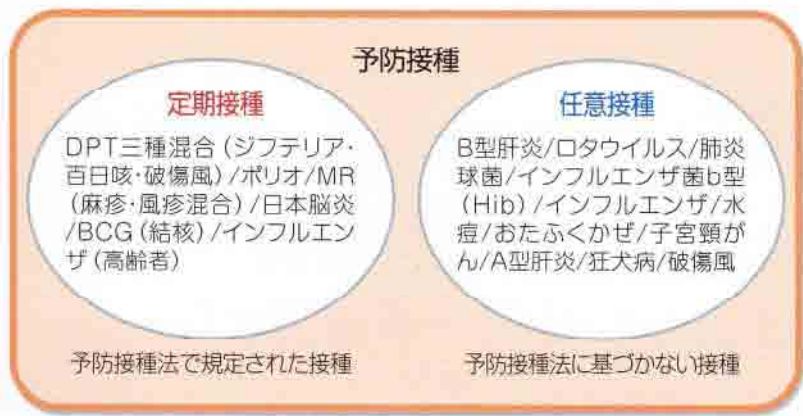 予防接種
定期接種
DPT三種混合(ジフテリア・
百日咳・破傷風)/ポリオ/MR
(麻疹・風疹混合)/日本脳炎
/BCG(結核)/インフルエン
ザ(高齢者)
予防接種法で規定された接種
任意接種
B型肝炎/ロタウイルス/肺炎
球菌/インフルエンザ菌b型
(Hib)/インフルエンザ/水
痘/おたふくかぜ/子宮頸が
ん/A型肝炎/狂犬病/破傷風
予防接種法に基づかない接種